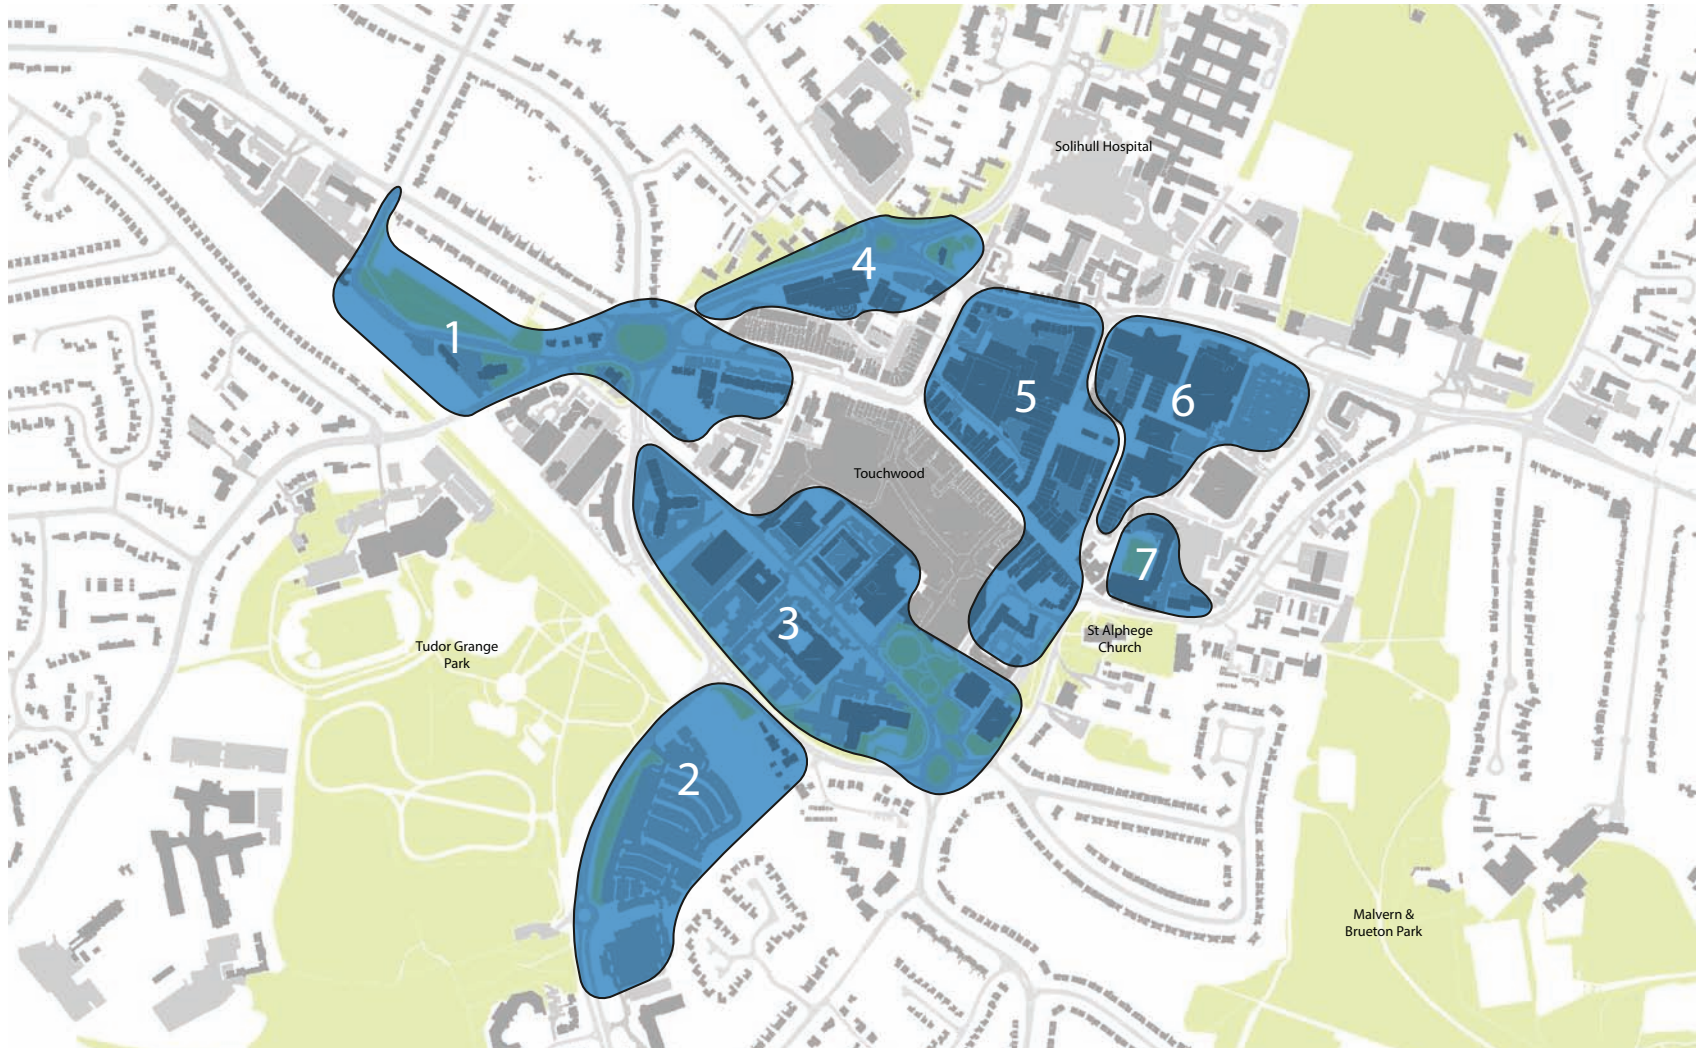 Solihull Hospital
4
1
5
6
Touchwood
7
3
St Alphege
Church
Tudor Grange
Park
2
Malvern &
Brueton Park